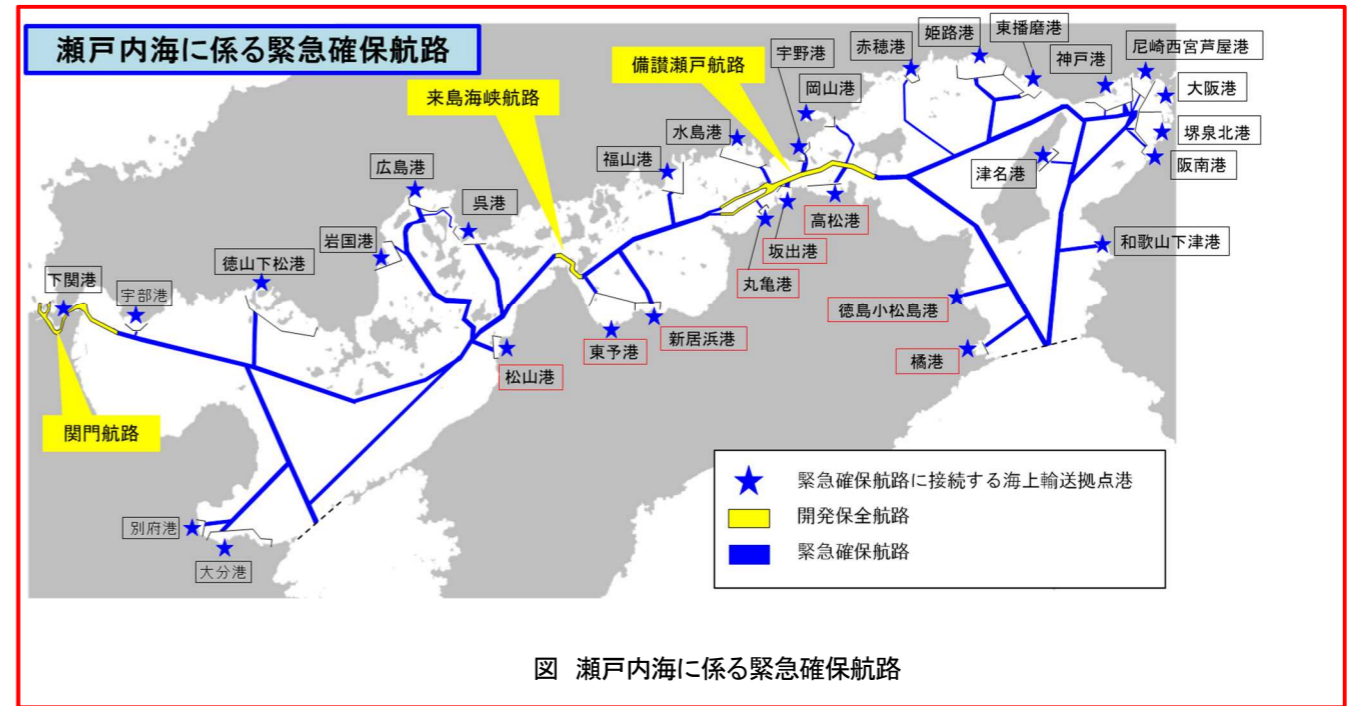 瀬戸内海に係る緊急確保航路
備讃瀬戸航路
来島海峡航路
関門航路
宇野港
岡山港
赤穂港
姫路港
東播磨港
神戸港
尼崎西宮芦屋港
大阪港
堺泉北港
阪南港
津名港
和歌山下津港
水島港
福山港
広島港
呉港
岩国港
徳山下松港
下関港
宇部港
高松港
坂出港
丸亀港
新居浜港
東予港
松山港
徳島小松島港
橘港
別府港
大分港
緊急確保航路に接続する海上輸送拠点港
開発保全航路
緊急確保航路
図 瀬戸内海に係る緊急確保航路